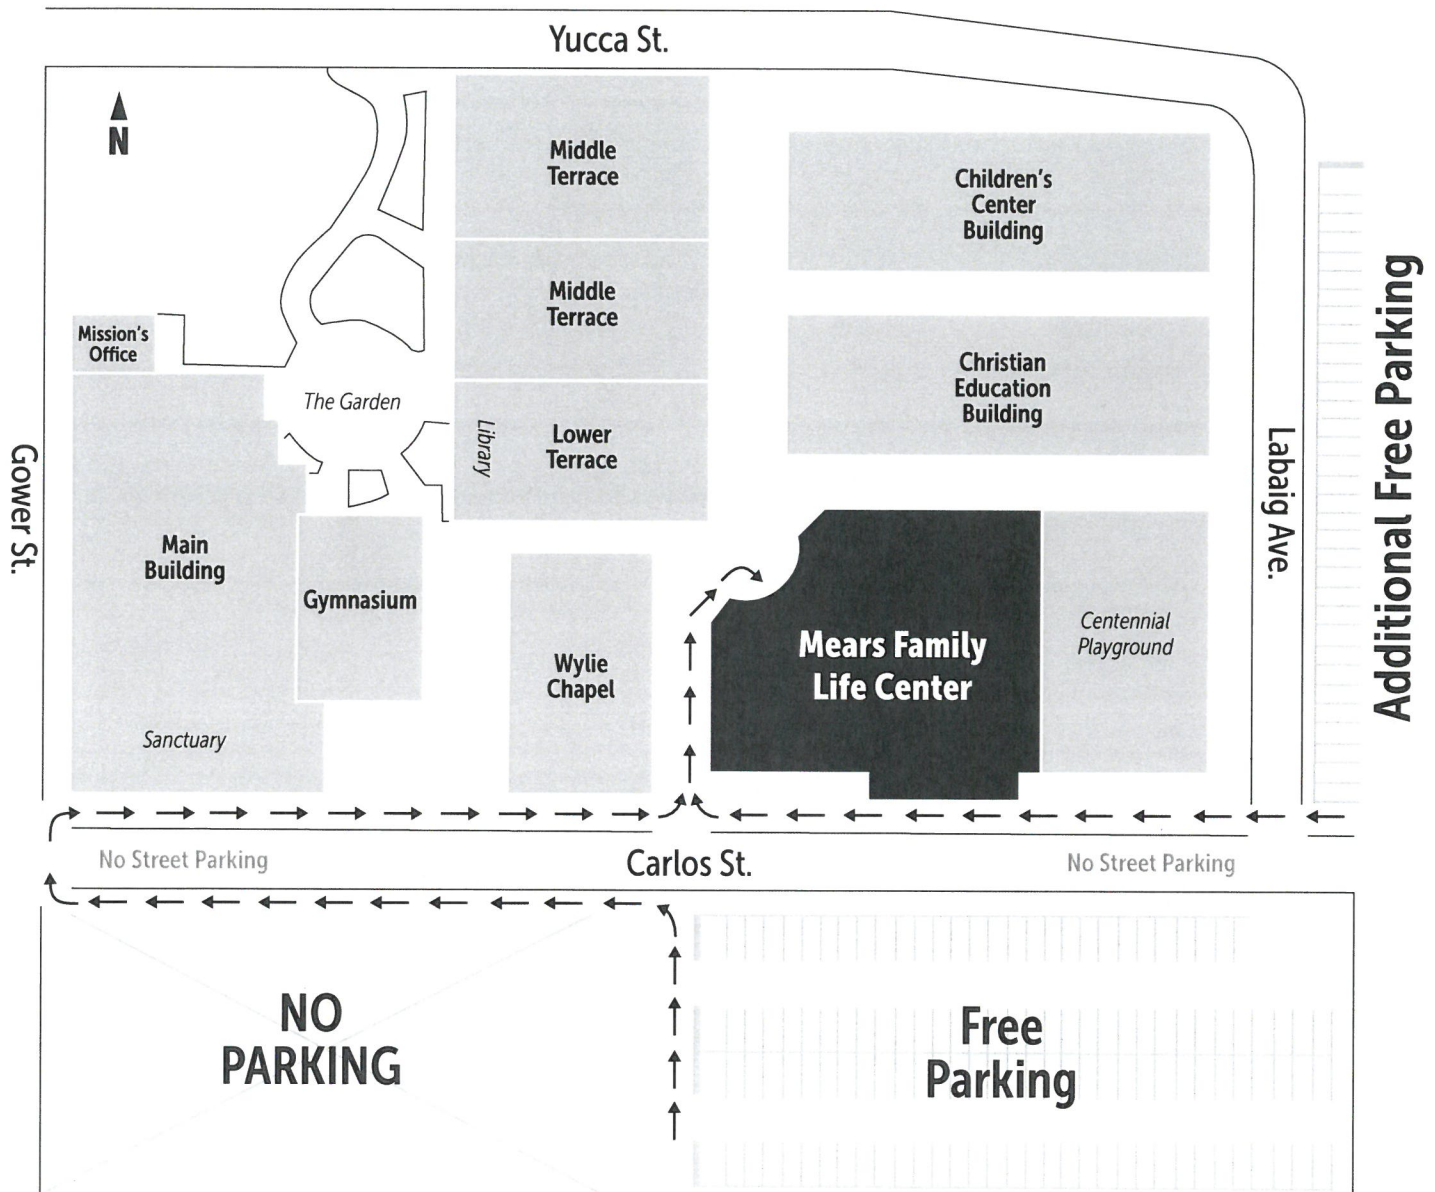 Yucca St.
N
Middle
Terrace
Children's
Center
Building
Middle
Terrace
Mission's
Office
Christian
Education
Building
The Garden
Library
Lower
Terrace
Gower St.
Labaig Ave.
Additional Free Parking
Main
Building
Gymnasium
Wylie
Chapel
Mears Family
Life Center
Centennial
Playground
Sanctuary
No Street Parking
Carlos St.
No Street Parking
NO
PARKING
Free
Parking